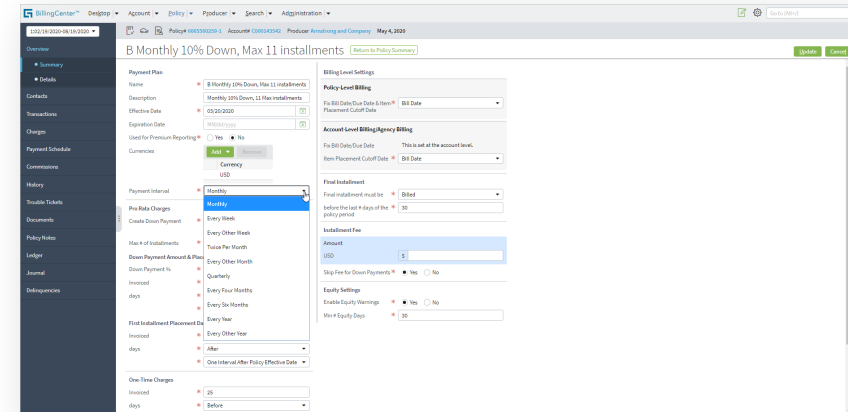 BillingCenter™ Desktop Account Policy Producer Search Administration Go to (Alt+/)
1:02/19/2020-08/19/2020 Policy# 6665560259-1 Account# C000143542 Producer Armstrong and Company May 4, 2020
Overview
Summary
Details
Contacts
Transactions
Charges
Payment Schedule
Commissions
History
Trouble Tickets
Documents
Policy Notes
Ledger
Journal
Delinquencies
B Monthly 10% Down, Max 11 installments Return to Policy Summary Update Cancel
Payment Plan
Name * B Monthly 10% Down, Max 11 installments
Description Monthly 10% Down, 11 Max installments
Effective Date * 03/20/2020
Expiration Date MM/dd/yyyy
Used for Premium Reporting * Yes No
Currencies Add Remove
Currency
USD
Payment Interval * Monthly
Monthly
Every Week
Every Other Week
Twice Per Month
Every Other Month
Quarterly
Every Four Months
Every Six Months
Every Year
Every Other Year
Pro Rata Charges
Create Down Payment *
Max # of Installments *
Down Payment Amount & Plac
Down Payment % *
Invoiced *
days *
*
First Installment Placement Da
Invoiced *
days * After
* One Interval After Policy Effective Date
One-Time Charges
Invoiced * 25
days * Before
Billing Level Settings
Policy-Level Billing
Fix Bill Date/Due Date & Item * Bill Date
Placement Cutoff Date
Account-Level Billing/Agency Billing
Fix Bill Date/Due Date This is set at the account level.
Item Placement Cutoff Date * Bill Date
Final Installment
Final installment must be * Billed
before the last # days of the * 30
policy period
Installment Fee
Amount
USD $
Skip Fee for Down Payments * Yes No
Equity Settings
Enable Equity Warnings * Yes No
Min # Equity Days * 30